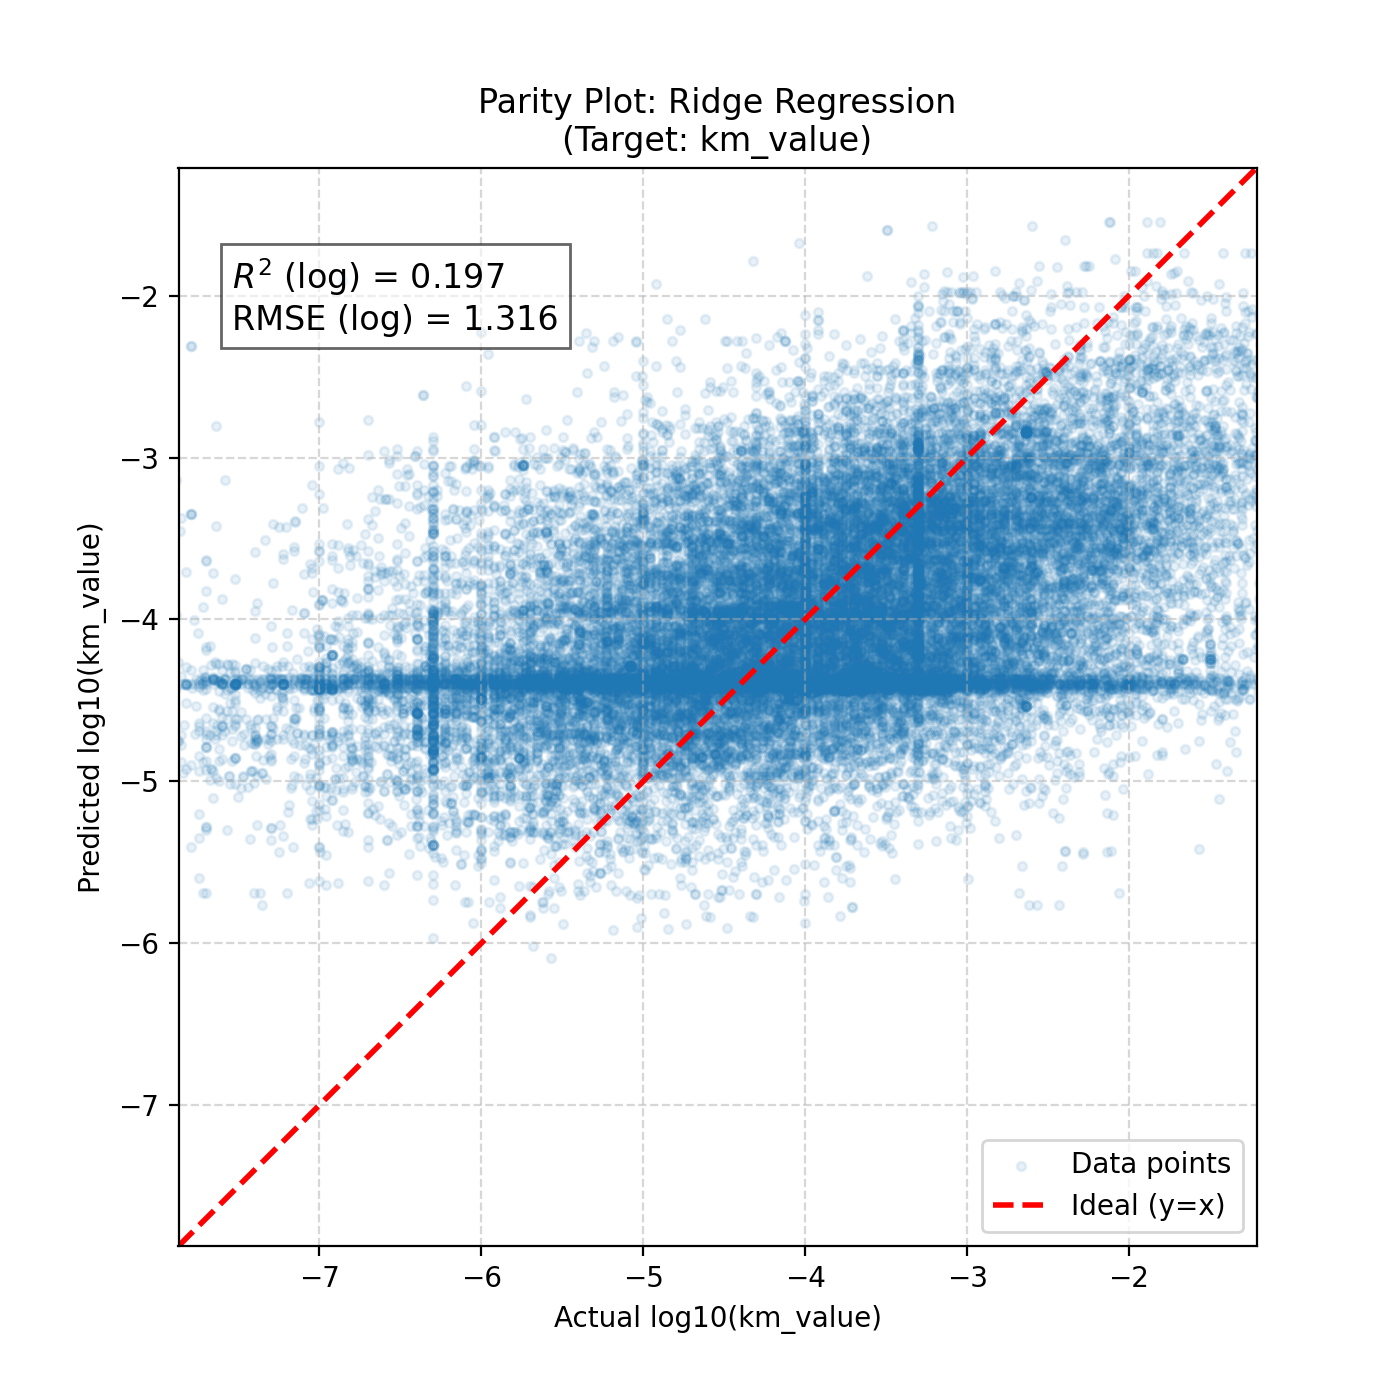 Parity Plot: Ridge Regression
(Target: km_value)
R² (log) = 0.197
RMSE (log) = 1.316
−2
−3
−4
−5
−6
−7
Predicted log10(km_value)
Data points
Ideal (y=x)
−7 −6 −5 −4 −3 −2
Actual log10(km_value)